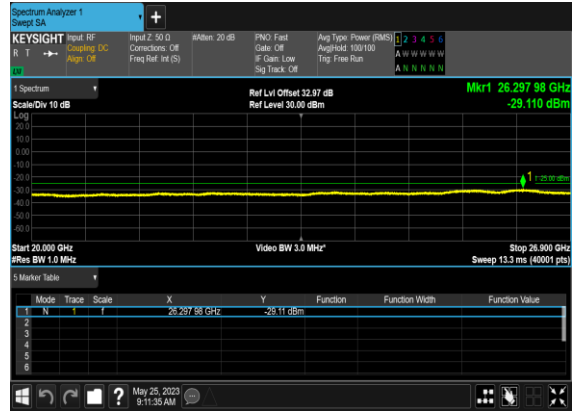 Spectrum Analyzer 1
Swept SA
+
KEYSIGHT
R T
Input: RF
Coupling: DC
Align: Off
Input Z: 50 Ω
Corrections: Off
Freq Ref: Int (S)
#Atten: 20 dB
PNO: Fast
Gate: Off
IF Gain: Low
Sig Track: Off
Avg Type: Power (RMS)
Avg|Hold: 100/100
Trig: Free Run
1 2 3 4 5 6
A W W W W W
A N N N N N
1 Spectrum
Scale/Div 10 dB
Ref Lvl Offset 32.97 dB
Ref Level 30.00 dBm
Mkr1 26.297 98 GHz
-29.110 dBm
Log
20.0
10.0
0.00
-10.0
-20.0
-30.0
-40.0
-50.0
-60.0
1
Start 20.000 GHz
#Res BW 1.0 MHz
Video BW 3.0 MHz*
Stop 26.900 GHz
Sweep 13.3 ms (40001 pts)
5 Marker Table
Mode Trace Scale X Y Function Function Width Function Value
1 N 1 f 26.297 98 GHz -29.11 dBm
2
3
4
5
6
?
May 25, 2023
9:11:35 AM